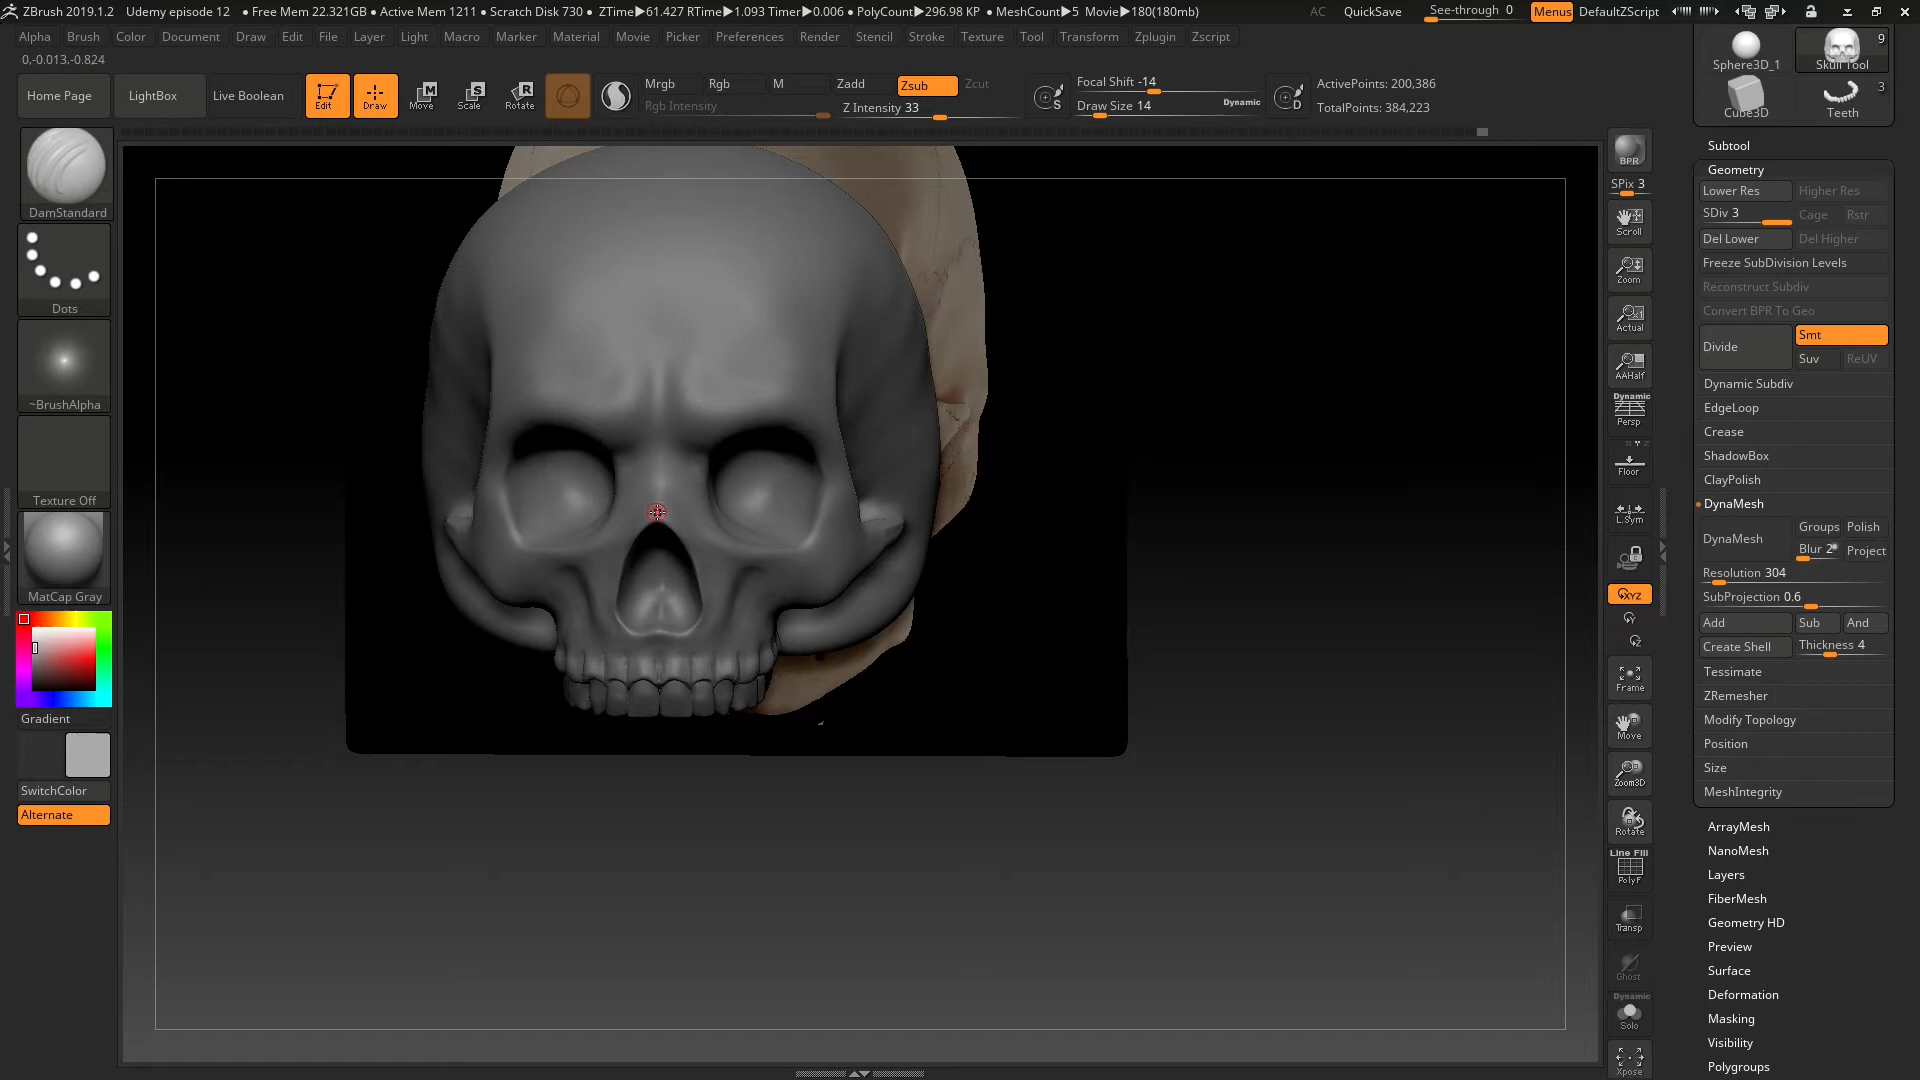 ZBrush 2019.1.2 Udemy episode 12 ● Free Mem 22.321GB ● Active Mem 1211 ● Scratch Disk 730 ● ZTime▶61.427 RTime▶1.093 Timer▶0.006 ● PolyCount▶296.98 KP ● MeshCount▶5 Movie▶180(180mb) AC QuickSave See-through 0 Menus DefaultZScript
Alpha Brush Color Document Draw Edit File Layer Light Macro Marker Material Movie Picker Preferences Render Stencil Stroke Texture Tool Transform Zplugin Zscript
0,-0.013,-0.824
Home Page LightBox Live Boolean Edit Draw Move Scale Rotate
M S R
Mrgb Rgb M Zadd Zsub Zcut
Rgb Intensity Z Intensity 33
S Focal Shift -14
Draw Size 14 Dynamic
D ActivePoints: 200,386
TotalPoints: 384,223
DamStandard
Dots
~BrushAlpha
Texture Off
MatCap Gray
Gradient
SwitchColor
Alternate
BPR
SPix 3
Scroll
Zoom
Actual
AAHalf
Dynamic
Persp
Floor
L.Sym
XYZ
Y
Z
Frame
Move
Zoom3D
Rotate
Line Fill
PolyF
Transp
Ghost
Dynamic
Solo
Xpose
Sphere3D_1 Skull Tool 9
Cube3D Teeth 3
Subtool
Geometry
Lower Res Higher Res
SDiv 3 Cage Rstr
Del Lower Del Higher
Freeze SubDivision Levels
Reconstruct Subdiv
Convert BPR To Geo
Divide Smt
Suv ReUV
Dynamic Subdiv
EdgeLoop
Crease
ShadowBox
ClayPolish
DynaMesh
DynaMesh Groups Polish
Blur 2 Project
Resolution 304
SubProjection 0.6
Add Sub And
Create Shell Thickness 4
Tessimate
ZRemesher
Modify Topology
Position
Size
MeshIntegrity
ArrayMesh
NanoMesh
Layers
FiberMesh
Geometry HD
Preview
Surface
Deformation
Masking
Visibility
Polygroups